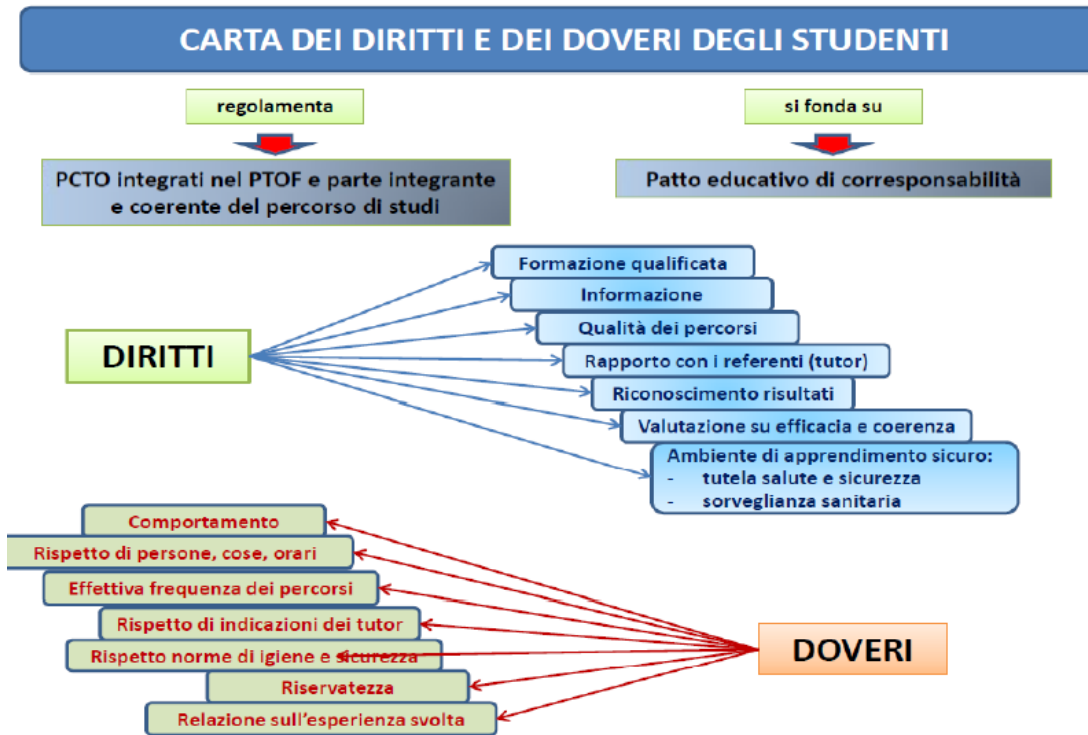 CARTA DEI DIRITTI E DEI DOVERI DEGLI STUDENTI
regolamenta
si fonda su
PCTO integrati nel PTOF e parte integrante
e coerente del percorso di studi
Patto educativo di corresponsabilità
Formazione qualificata
Informazione
Qualità dei percorsi
DIRITTI
Rapporto con i referenti (tutor)
Riconoscimento risultati
Valutazione su efficacia e coerenza
Ambiente di apprendimento sicuro:
- tutela salute e sicurezza
- sorveglianza sanitaria
Comportamento
Rispetto di persone, cose, orari
Effettiva frequenza dei percorsi
Rispetto di indicazioni dei tutor
Rispetto norme di igiene e sicurezza
DOVERI
Riservatezza
Relazione sull'esperienza svolta